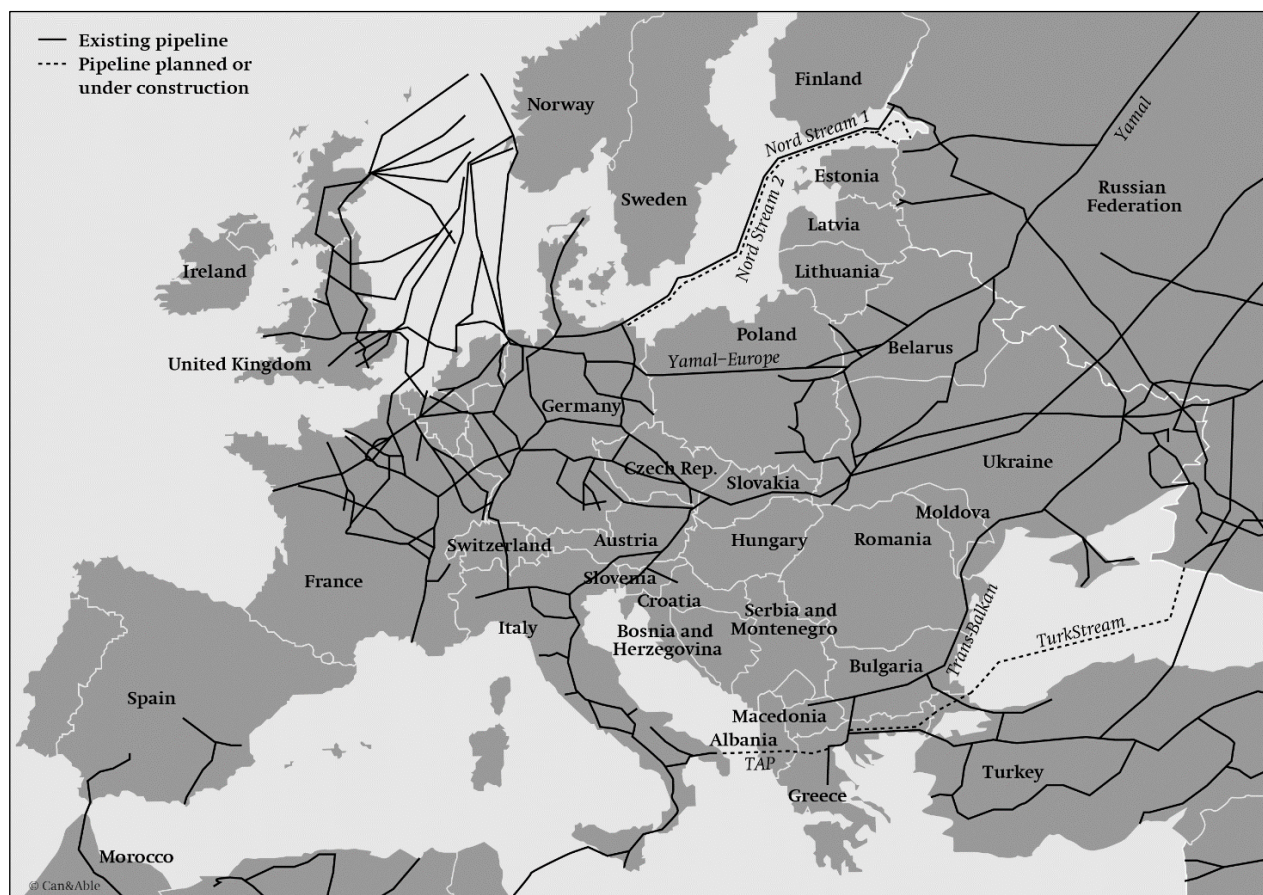 Existing pipeline
Pipeline planned or
under construction
Norway
Finland
Nord Stream 1
Yamal
Sweden
Estonia
Nord Stream 2
Russian
Federation
Latvia
Ireland
Lithuania
Poland
Belarus
United Kingdom
Yamal–Europe
Germany
Czech Rep.
Slovakia
Ukraine
Moldova
Switzerland
Austria
Hungary
Romania
France
Slovenia
Croatia
Serbia and
Montenegro
Italy
Bosnia and
Herzegovina
Trans-Balkan
TurkStream
Bulgaria
Spain
Macedonia
Albania
TAP
Turkey
Greece
Morocco
© Can&Able